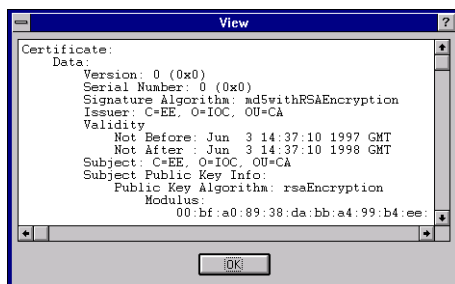 View
?
Certificate:
Data:
Version: 0 (0x0)
Serial Number: 0 (0x0)
Signature Algorithm: md5withRSAEncryption
Issuer: C=EE, O=IOC, OU=CA
Validity
Not Before: Jun  3 14:37:10 1997 GMT
Not After : Jun  3 14:37:10 1998 GMT
Subject: C=EE, O=IOC, OU=CA
Subject Public Key Info:
Public Key Algorithm: rsaEncryption
Modulus:
00:bf:a0:89:38:da:bb:a4:99:b4:ee:
OK